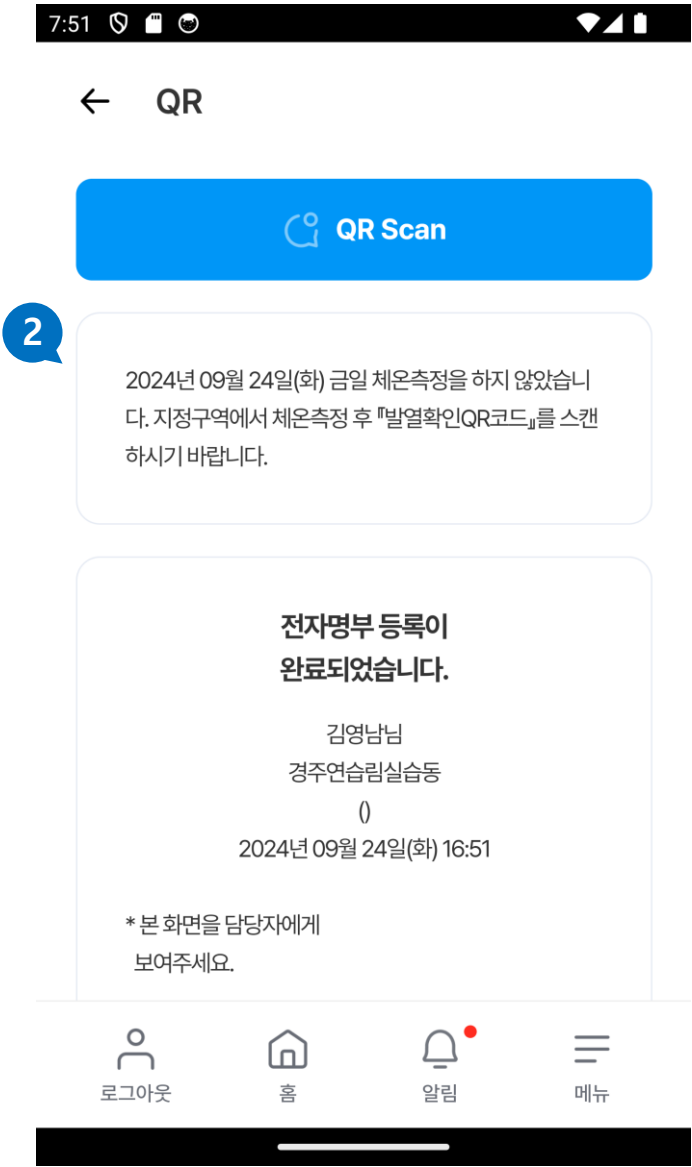 7:51
QR
QR Scan
2
2024년 09월 24일(화) 금일 체온측정을 하지 않았습니
다. 지정구역에서 체온측정 후 『발열확인QR코드』를 스캔
하시기 바랍니다.
전자명부 등록이
완료되었습니다.
김영남님
경주연습림실습동
()
2024년 09월 24일(화) 16:51
* 본 화면을 담당자에게
보여주세요.
로그아웃
홈
알림
메뉴